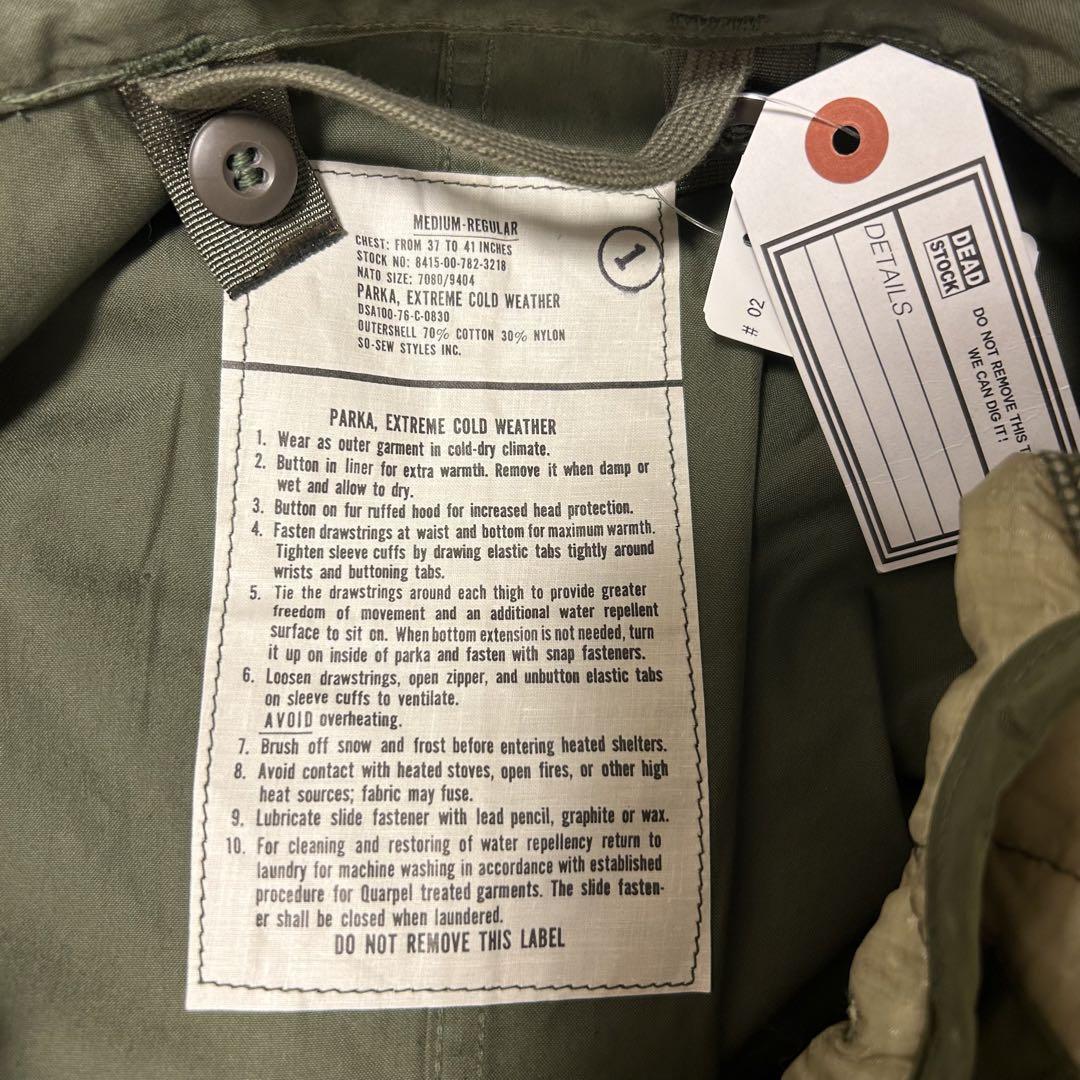 MEDIUM-REGULAR
CHEST: FROM 37 TO 41 INCHES
STOCK NO: 8415-00-782-3218
NATO SIZE: 7080/9404
PARKA, EXTREME COLD WEATHER
DSA100-76-C-0830
OUTERSHELL 70% COTTON 30% NYLON
SO-SEW STYLES INC.
1
PARKA, EXTREME COLD WEATHER
1. Wear as outer garment in cold-dry climate.
2. Button in liner for extra warmth. Remove it when damp or
wet and allow to dry.
3. Button on fur ruffed hood for increased head protection.
4. Fasten drawstrings at waist and bottom for maximum warmth.
Tighten sleeve cuffs by drawing elastic tabs tightly around
wrists and buttoning tabs.
5. Tie the drawstrings around each thigh to provide greater
freedom of movement and an additional water repellent
surface to sit on. When bottom extension is not needed, turn
it up on inside of parka and fasten with snap fasteners.
6. Loosen drawstrings, open zipper, and unbutton elastic tabs
on sleeve cuffs to ventilate.
AVOID overheating.
7. Brush off snow and frost before entering heated shelters.
8. Avoid contact with heated stoves, open fires, or other high
heat sources; fabric may fuse.
9. Lubricate slide fastener with lead pencil, graphite or wax.
10. For cleaning and restoring of water repellency return to
laundry for machine washing in accordance with established
procedure for Quarpel treated garments. The slide fasten-
er shall be closed when laundered.
DO NOT REMOVE THIS LABEL
DEAD
STOCK
DO NOT REMOVE THIS T
WE CAN DIG IT!
DETAILS
# 02